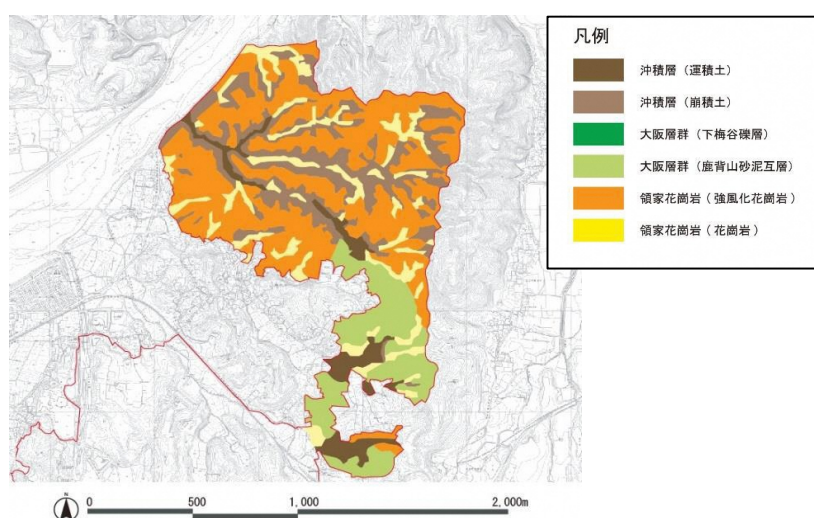 凡例
沖積層（運積土）
沖積層（崩積土）
大阪層群（下梅谷礫層）
大阪層群（鹿背山砂泥互層）
領家花崗岩（強風化花崗岩）
領家花崗岩（花崗岩）
N
0 500 1,000 2,000m